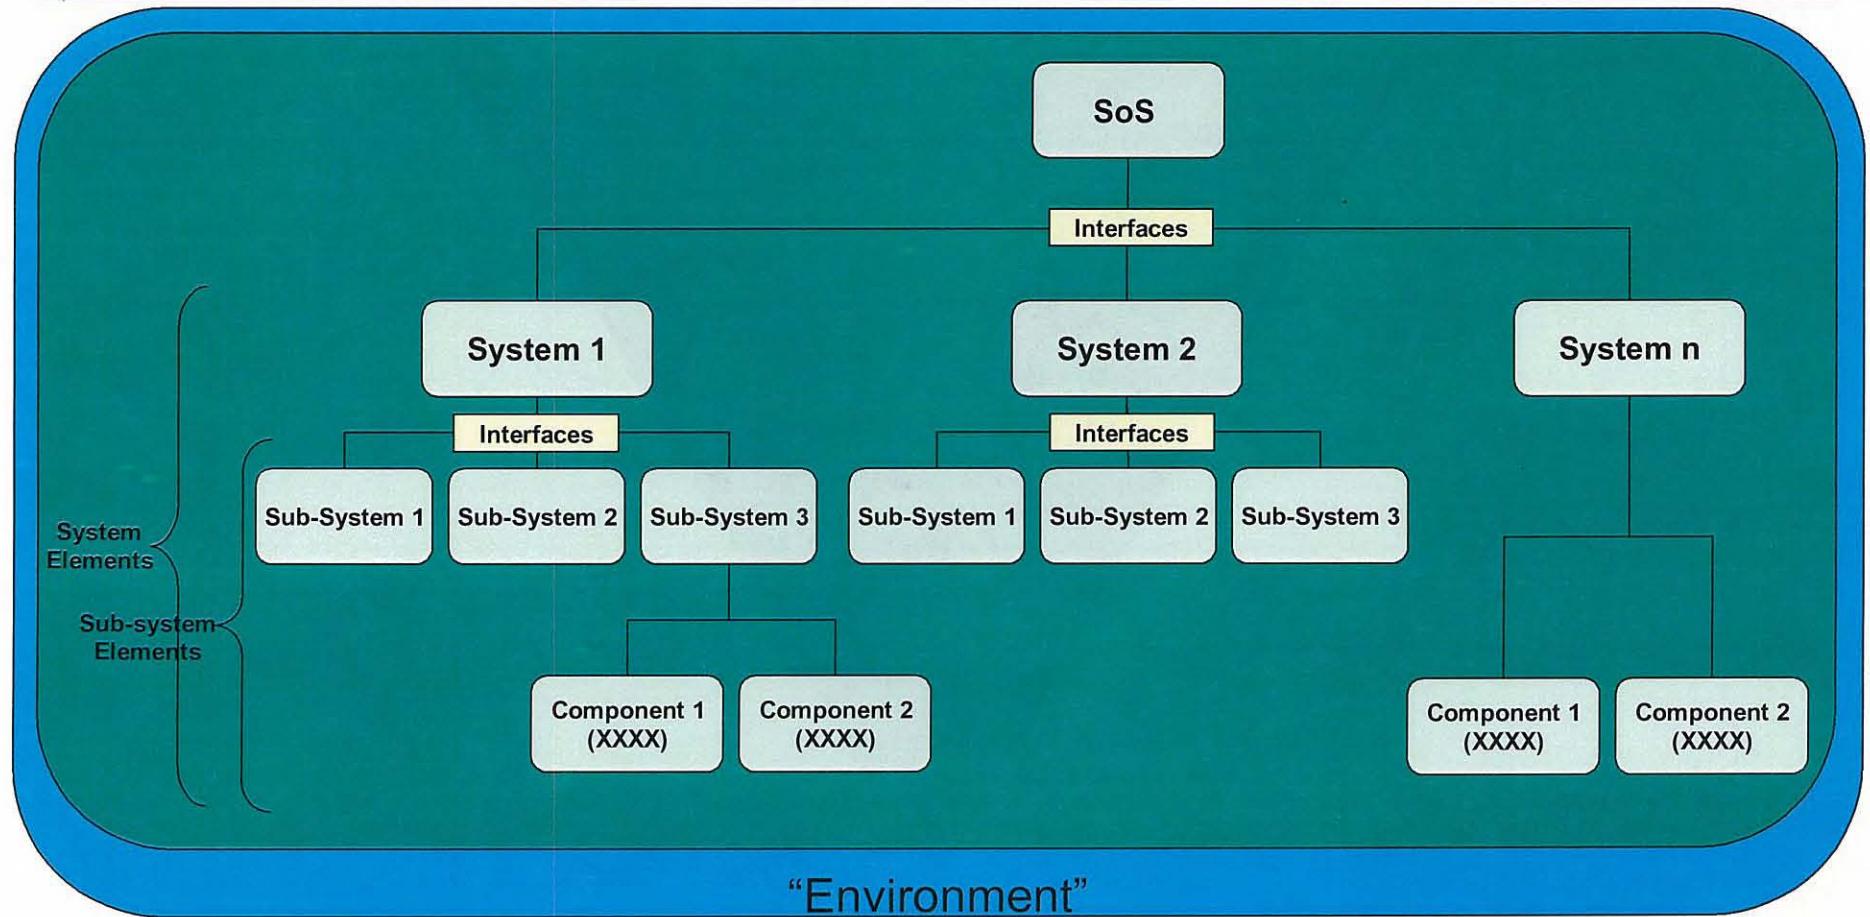 SoS
Interfaces
System 1
System 2
System n
Interfaces
Interfaces
Sub-System 1
Sub-System 2
Sub-System 3
Sub-System 1
Sub-System 2
Sub-System 3
System
Elements
Sub-system
Elements
Component 1
(XXXX)
Component 2
(XXXX)
Component 1
(XXXX)
Component 2
(XXXX)
“Environment”